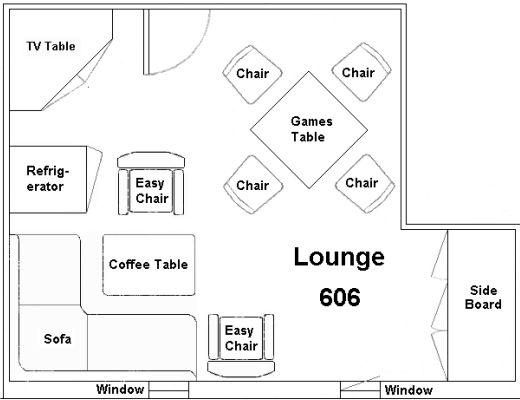 TV Table
Chair
Chair
Games
Table
Refrig-
erator
Easy
Chair
Chair
Chair
Coffee Table
Lounge
606
Side
Board
Sofa
Easy
Chair
Window
Window